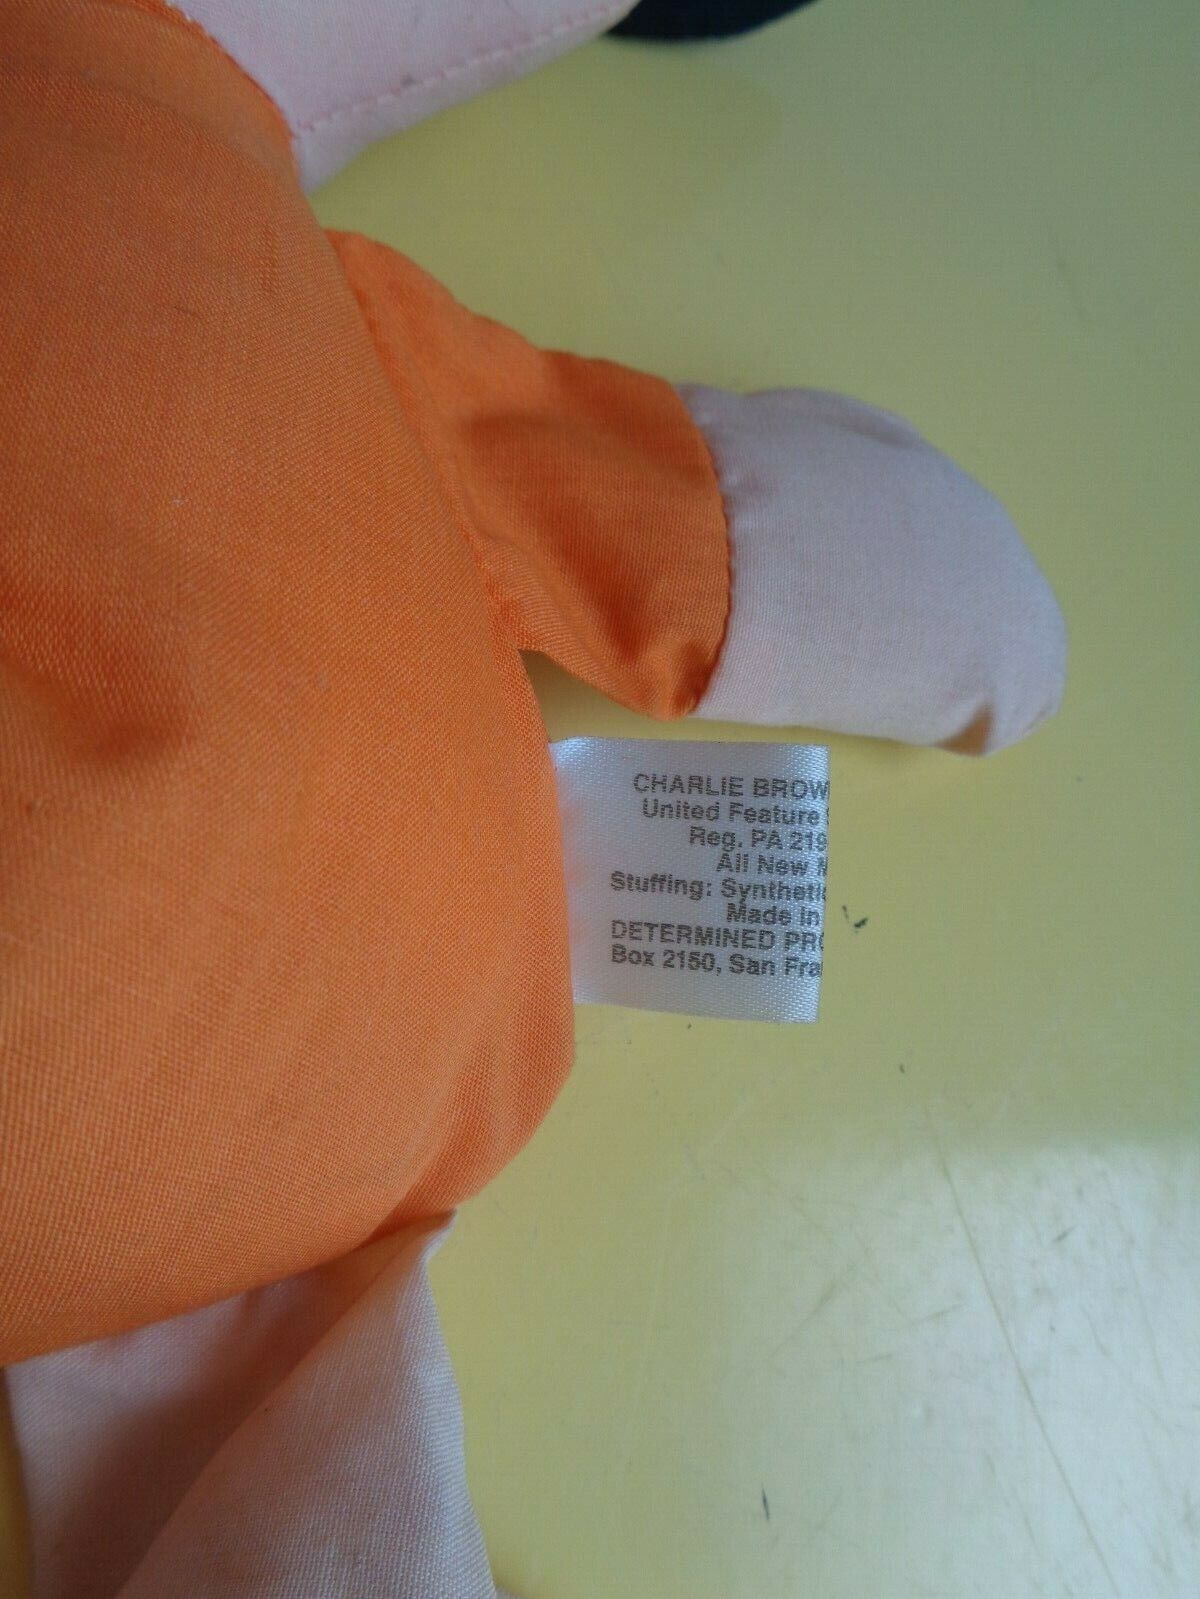 CHARLIE BROW
United Feature
Reg. PA 219
All New M
Stuffing: Synthetic
Made in
DETERMINED PRO
Box 2150, San Fra